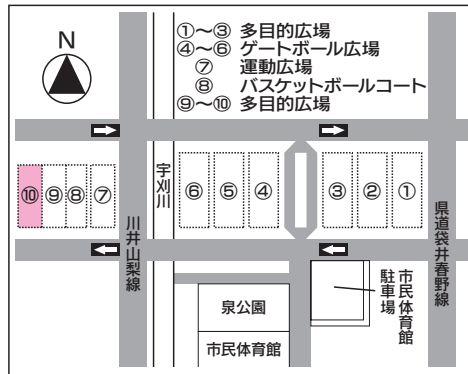 N
①～③ 多目的広場
④～⑥ ゲートボール広場
⑦ 運動広場
⑧ バスケットボールコート
⑨～⑩ 多目的広場
⑩ ⑨ ⑧ ⑦
川井山梨線
宇刈川
⑥ ⑤ ④
③ ② ①
県道袋井春野線
市民体育館
駐車場
泉公園
市民体育館